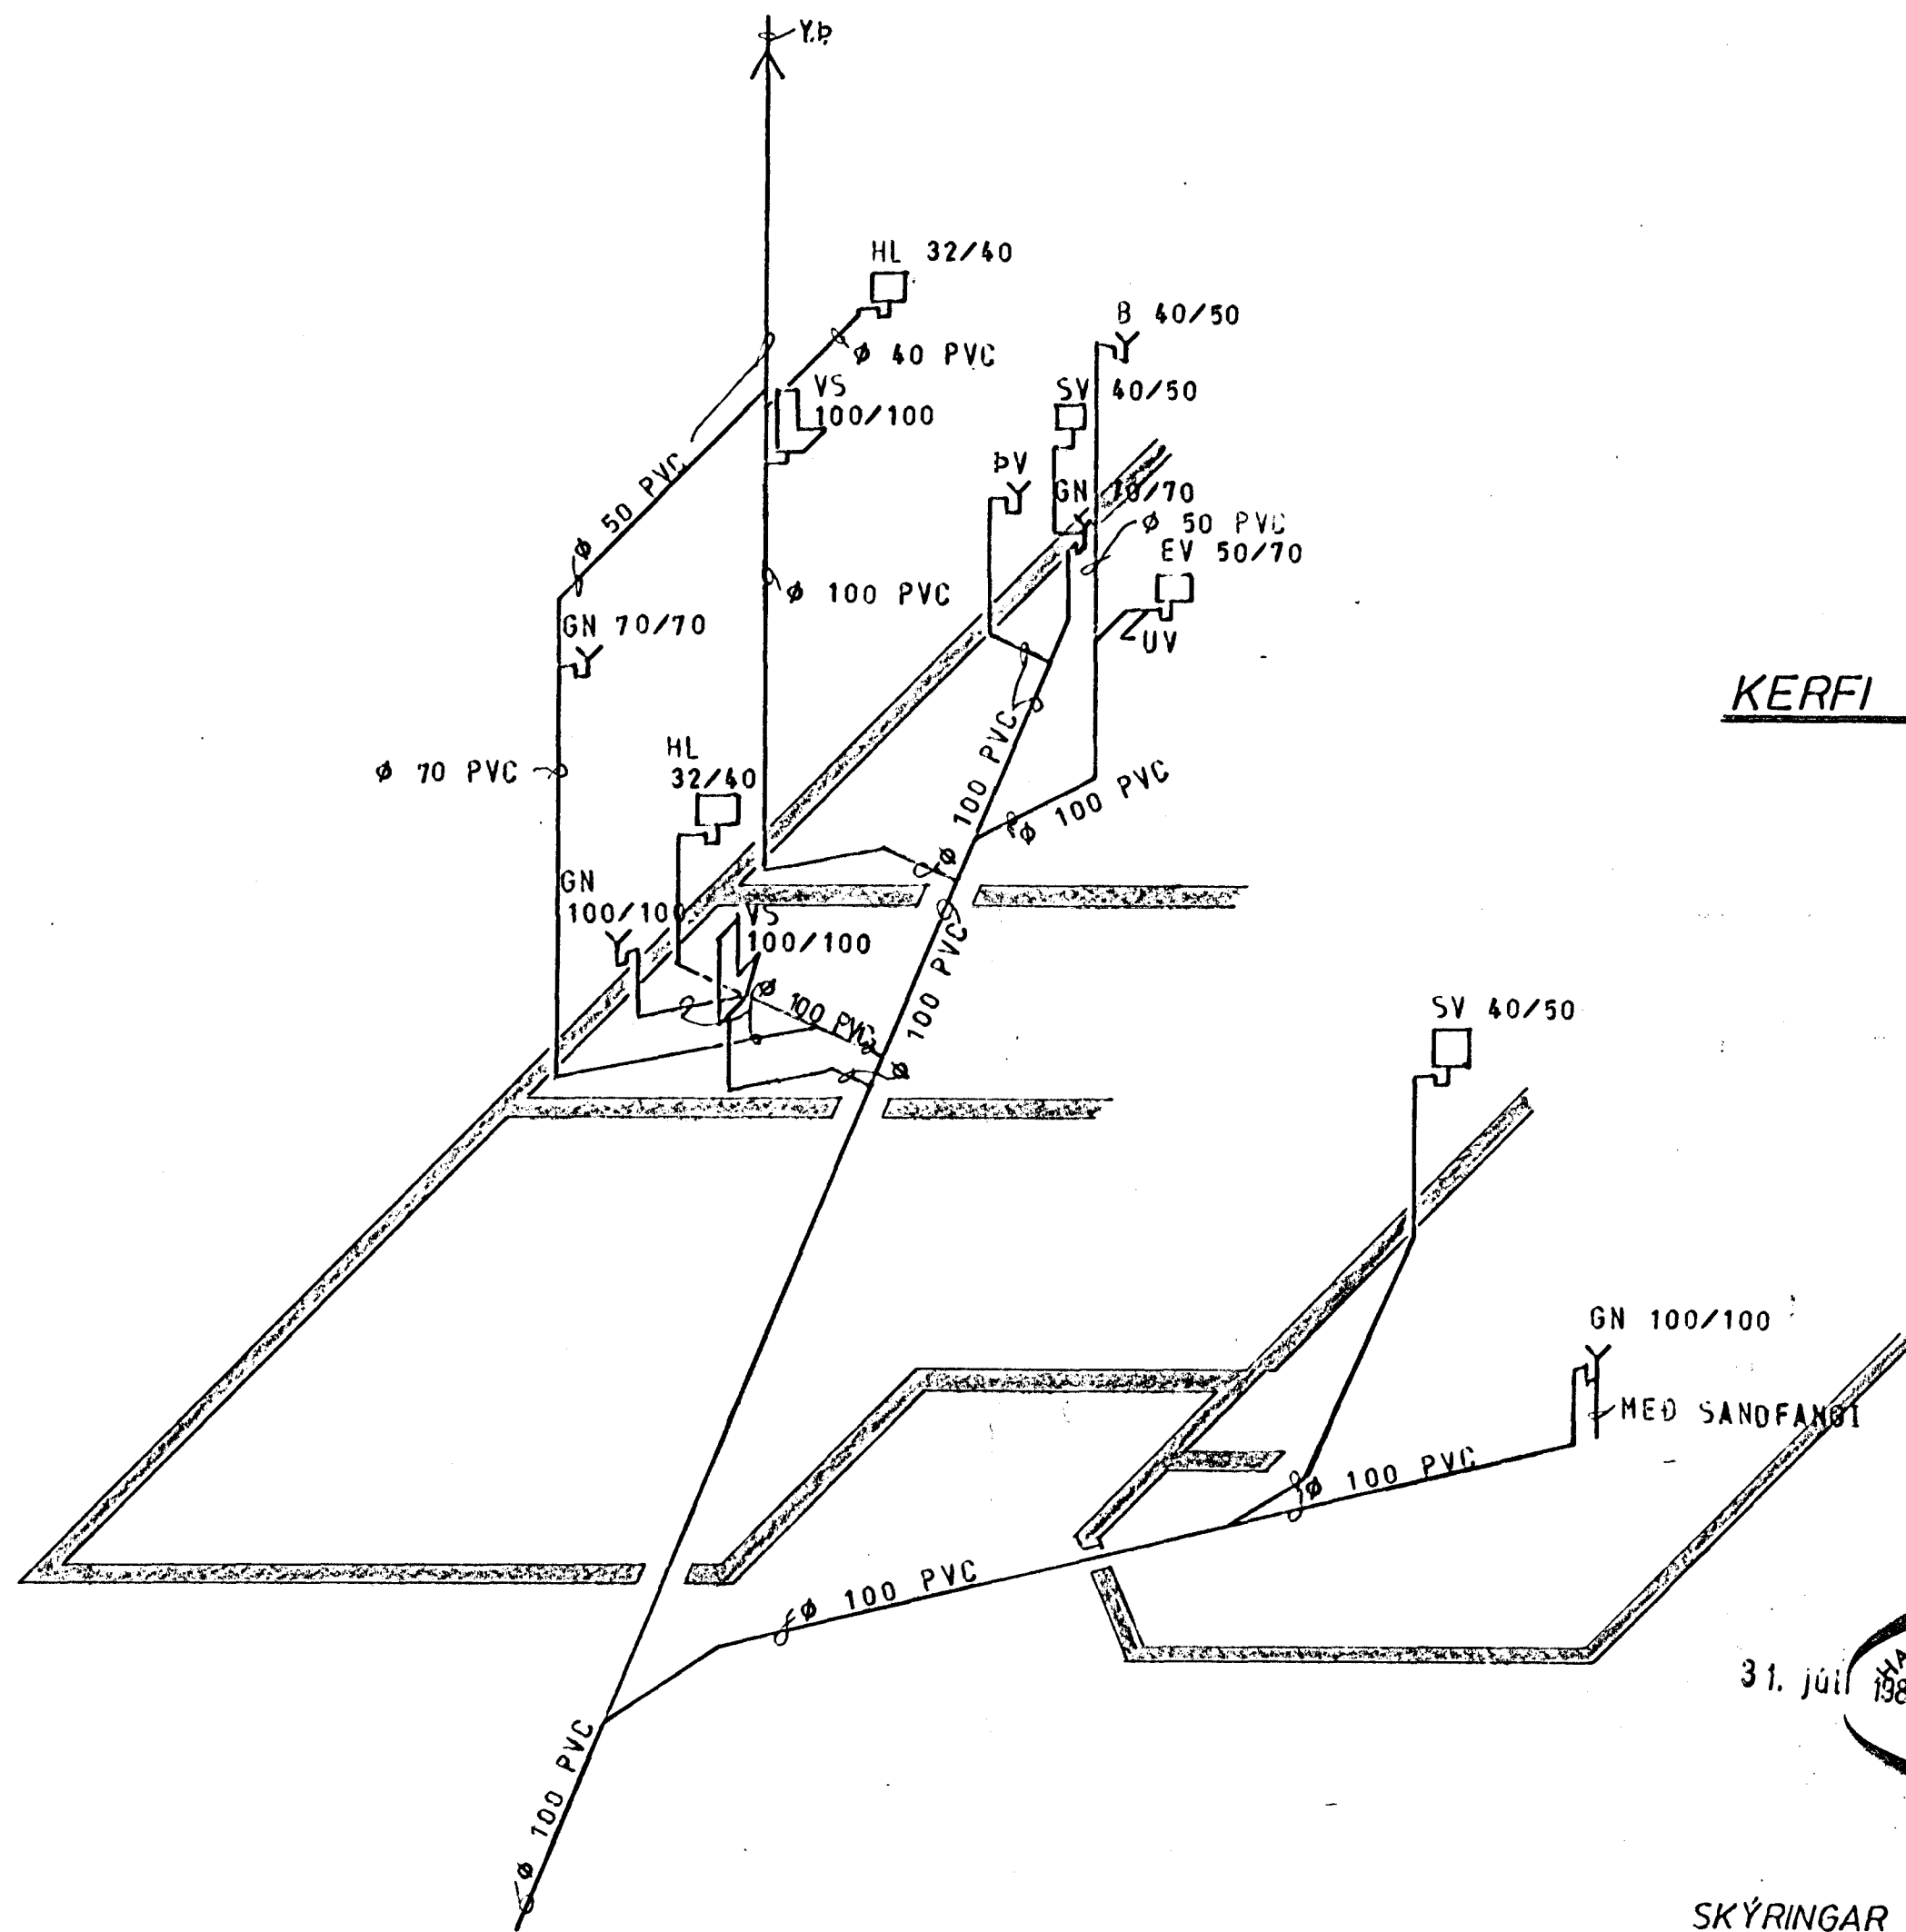 Y.Þ.
HL 32/40
B 40/50
ø 40 PVC
VS
100/100
SV 40/50
ÞV
GN 70/70
ø 50 PVC
ø 50 PVC
EV 50/70
ø 100 PVC
GN 70/70
UV
KERFI
100 PVC
ø 100 PVC
HL
32/40
ø 70 PVC
ø
GN
100/100
VS
100/100
100 PVC
ø 100 PVC
ø
SV 40/50
GN 100/100
MEÐ SANDFANGI
ø 100 PVC
ø 100 PVC
31. júlí
198
ø 100 PVC
SKÝRINGAR